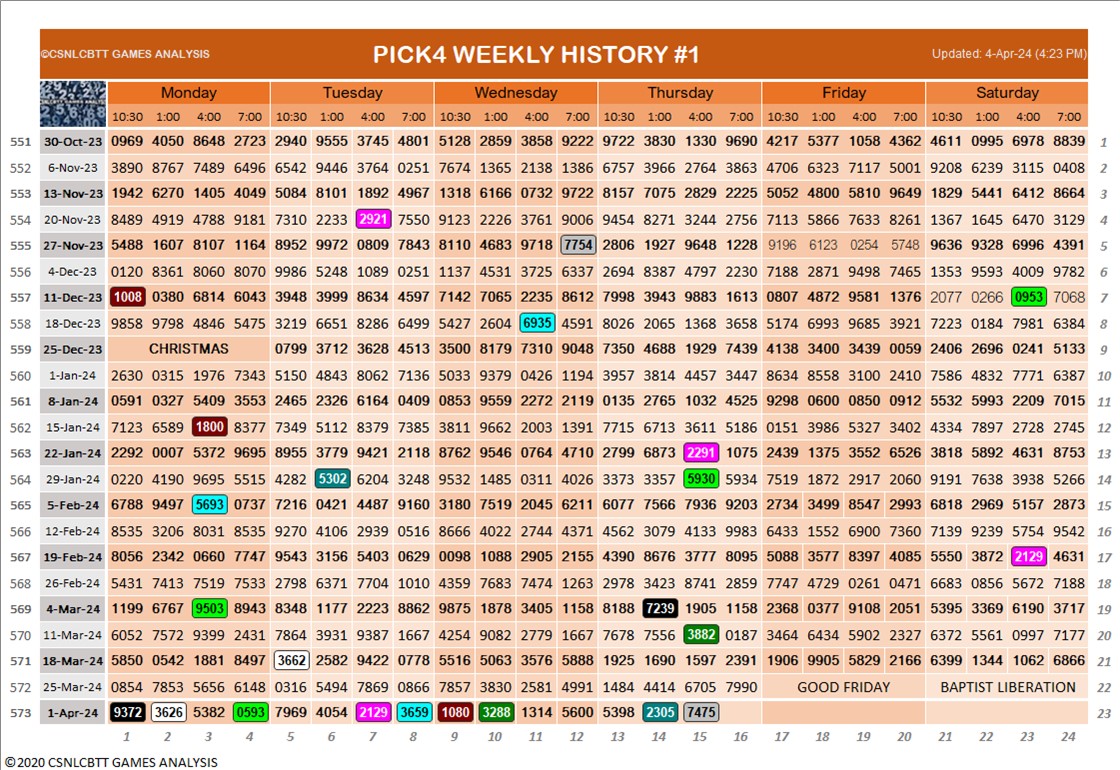 ©CSNLCBTT GAMES ANALYSIS PICK4 WEEKLY HISTORY #1 Updated: 4-Apr-24 (4:23 PM)
Monday Tuesday Wednesday Thursday Friday Saturday
10:30 1:00 4:00 7:00 10:30 1:00 4:00 7:00 10:30 1:00 4:00 7:00 10:30 1:00 4:00 7:00 10:30 1:00 4:00 7:00 10:30 1:00 4:00 7:00
551 30-Oct-23 0969 4050 8648 2723 2940 9555 3745 4801 5128 2859 3858 9222 9722 3830 1330 9690 4217 5377 1058 4362 4611 0995 6978 8839 1
552 6-Nov-23 3890 8767 7489 6496 6542 9446 3764 0251 7674 1365 2138 1386 6757 3966 2764 3863 4706 6323 7117 5001 9208 6239 3115 0408 2
553 13-Nov-23 1942 6270 1405 4049 5084 8101 1892 4967 1318 6166 0732 9722 8157 7075 2829 2225 5052 4800 5810 9649 1829 5441 6412 8664 3
554 20-Nov-23 8489 4919 4788 9181 7310 2233 2921 7550 9123 2226 3761 9006 9454 8271 3244 2756 7113 5266 7633 8261 1367 1645 6470 3129 4
555 27-Nov-23 5488 1607 8107 1164 8952 9972 0809 7843 8110 4683 9718 7754 2806 1927 9648 1228 9196 6123 0254 5748 9636 9328 6996 4391 5
556 4-Dec-23 0120 8361 8060 8070 9986 5248 1089 0251 1137 4531 3725 6337 2694 8387 4797 2230 7188 2871 9498 7465 1353 9593 4009 9782 6
557 11-Dec-23 1008 0380 6814 6043 3948 3999 8634 4597 7142 7065 2235 8612 7998 3943 9883 1613 0807 4872 9581 1376 2077 0266 0953 7068 7
558 18-Dec-23 9858 9798 4846 5475 3219 6651 8286 6499 5427 2604 6935 4591 8026 2065 1368 3658 5174 6993 9685 3921 7223 0184 7981 6384 8
559 25-Dec-23 CHRISTMAS 0799 3712 3628 4513 3500 8179 7310 9048 7350 4688 1929 7439 4138 3400 3439 0059 2406 2696 0241 5133 9
560 1-Jan-24 2630 0315 1976 7343 5150 4843 8062 7136 5033 9379 0426 1194 3957 3814 4457 3447 8634 8558 3100 2410 7586 4832 7771 6387 10
561 8-Jan-24 0591 0327 5409 3553 2465 2326 6164 0409 0853 9559 2272 2119 0135 2765 1032 4525 9298 0600 0850 0912 5532 5993 2209 7015 11
562 15-Jan-24 7123 6589 1800 8377 7349 5112 8379 7385 3811 9662 2003 1391 7715 6713 3611 5186 0151 3986 5327 3402 4334 7897 2728 2745 12
563 22-Jan-24 2292 0007 5372 9695 8955 3779 9421 2118 8762 9546 0764 4710 2799 6873 2291 1075 2439 1375 3552 6526 3818 5892 4631 8753 13
564 29-Jan-24 0220 4190 9695 5515 4282 5302 6204 3248 9532 1485 0311 4026 3373 3357 5930 5934 7519 1872 2917 2060 9191 7638 3938 5266 14
565 5-Feb-24 6788 9497 5693 0737 7216 0421 4487 9160 3180 7519 2045 6211 6077 7566 7936 9203 2734 3499 8547 2993 6818 2969 5157 2873 15
566 12-Feb-24 8535 3206 8031 8535 9270 4106 2939 0516 8666 4022 2744 4371 4562 3079 4133 9983 6433 1552 6900 7360 7139 9239 5754 9542 16
567 19-Feb-24 8056 2342 0660 7747 9543 3156 5403 0629 0098 1088 2905 2155 4390 8676 3777 8095 5088 3577 8397 4085 5550 3872 2129 4631 17
568 26-Feb-24 5431 7413 7519 7533 2798 6371 7704 1010 4359 7683 7474 1263 2978 3423 8741 2859 7747 4729 0261 0471 6683 0856 5672 7188 18
569 4-Mar-24 1199 6767 9503 8943 8348 1177 2223 8862 9875 1878 3405 1158 8188 7239 1905 1158 2368 0377 9108 2051 5395 3369 6190 3717 19
570 11-Mar-24 6052 7572 9399 2431 7864 3931 9387 1667 4254 9082 2779 1667 7678 7556 3882 0187 3464 6434 5902 2327 6372 5561 0997 7177 20
571 18-Mar-24 5850 0542 1881 8497 3662 2582 9422 0778 5516 5063 3576 5888 1925 1690 1597 2391 1906 9905 5829 2166 6399 1344 1062 6866 21
572 25-Mar-24 0854 7853 5656 6148 0316 5494 7869 0866 7857 3830 2581 4991 1484 4414 6705 7990 GOOD FRIDAY BAPTIST LIBERATION 22
573 1-Apr-24 9372 3626 5382 0593 7969 4054 2129 3659 1080 3288 1314 5600 5398 2305 7475 23
1 2 3 4 5 6 7 8 9 10 11 12 13 14 15 16 17 18 19 20 21 22 23 24
©2020 CSNLCBTT GAMES ANALYSIS